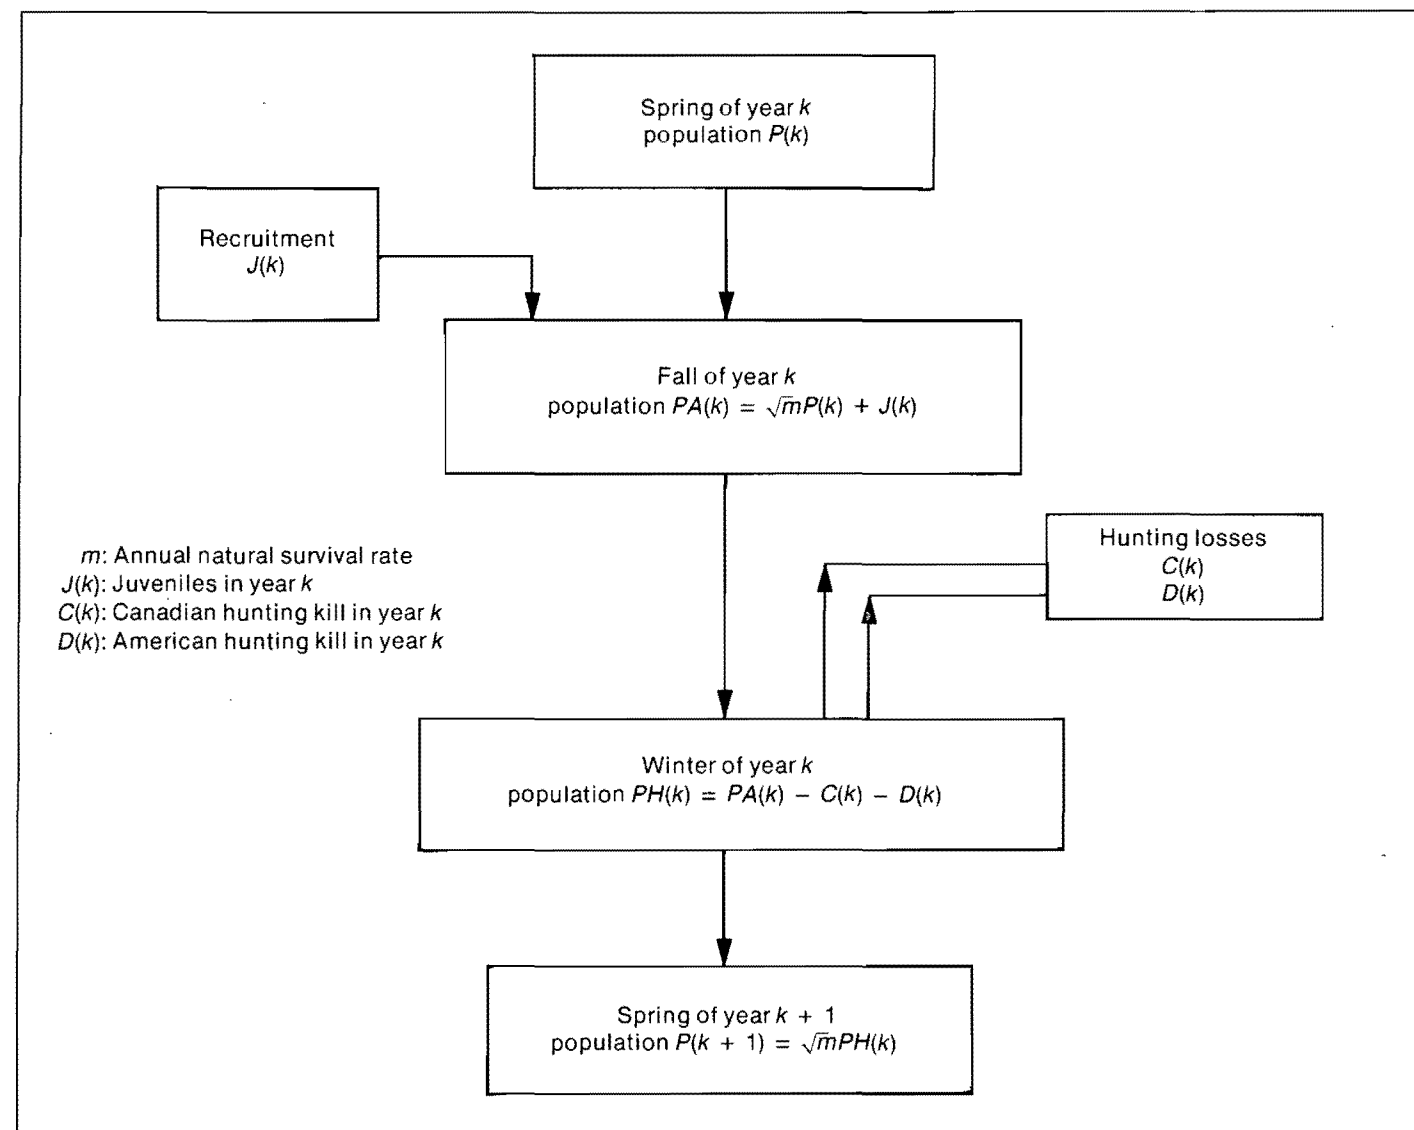 Spring of year k
population P(k)
Recruitment
J(k)
Fall of year k
population PA(k) = √mP(k) + J(k)
m: Annual natural survival rate
J(k): Juveniles in year k
C(k): Canadian hunting kill in year k
D(k): American hunting kill in year k
Hunting losses
C(k)
D(k)
Winter of year k
population PH(k) = PA(k) − C(k) − D(k)
Spring of year k + 1
population P(k + 1) = √mPH(k)